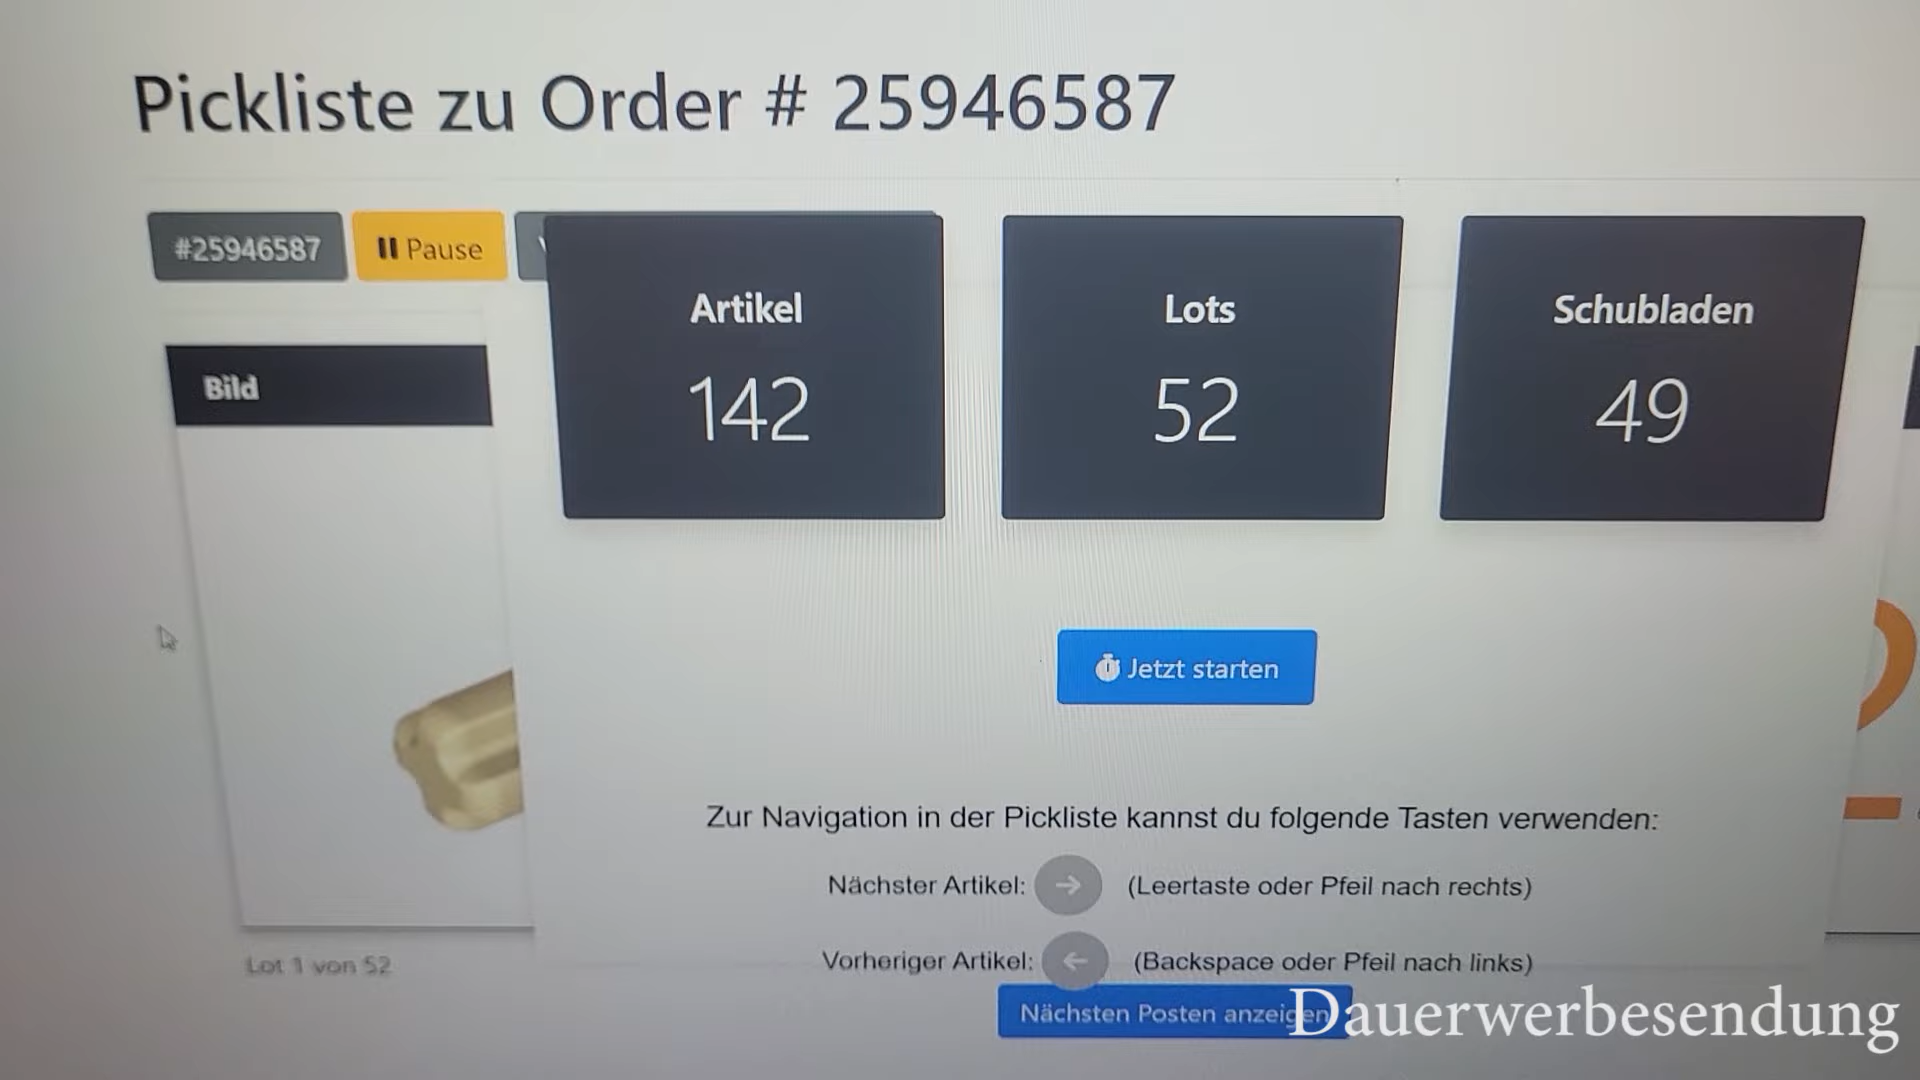 Pickliste zu Order # 25946587
#25946587
Pause
Artikel
142
Lots
52
Schubladen
49
Bild
Jetzt starten
Zur Navigation in der Pickliste kannst du folgende Tasten verwenden:
Nächster Artikel: → (Leertaste oder Pfeil nach rechts)
Vorheriger Artikel: ← (Backspace oder Pfeil nach links)
Lot 1 von 52
Nächsten Posten anzeigen
Dauerwerbesendung